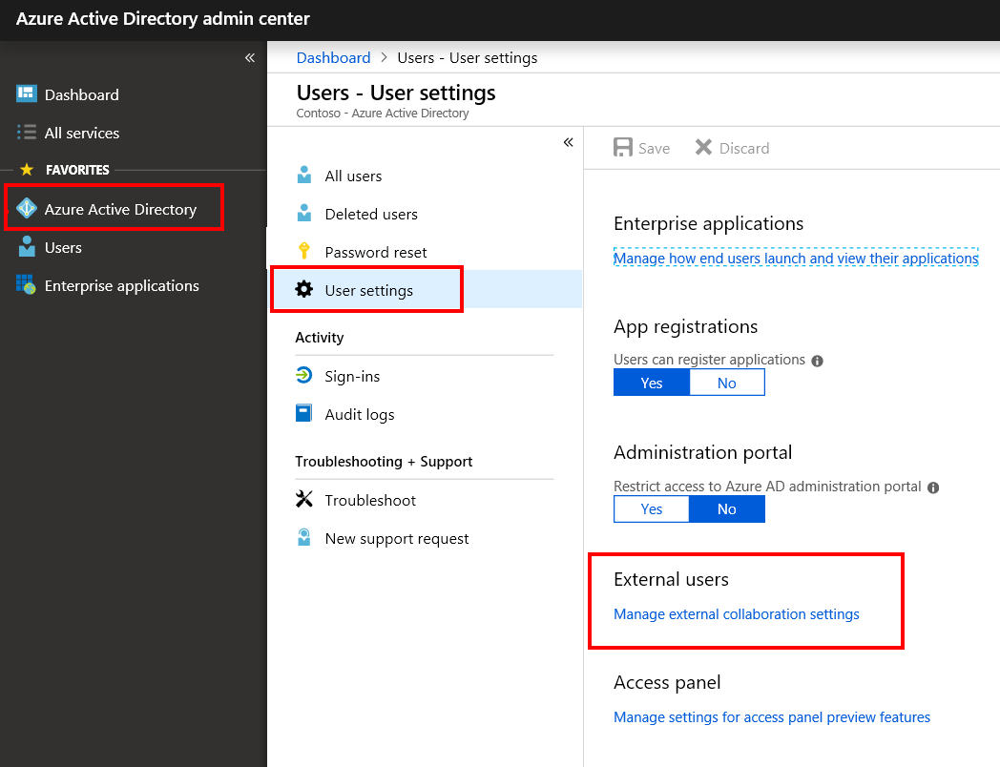 Azure Active Directory admin center
«
Dashboard
All services
FAVORITES
Azure Active Directory
Users
Enterprise applications
Dashboard > Users - User settings
Users - User settings
Contoso - Azure Active Directory
«
All users
Deleted users
Password reset
User settings
Activity
Sign-ins
Audit logs
Troubleshooting + Support
Troubleshoot
New support request
Save Discard
Enterprise applications
Manage how end users launch and view their applications
App registrations
Users can register applications
Yes No
Administration portal
Restrict access to Azure AD administration portal
Yes No
External users
Manage external collaboration settings
Access panel
Manage settings for access panel preview features